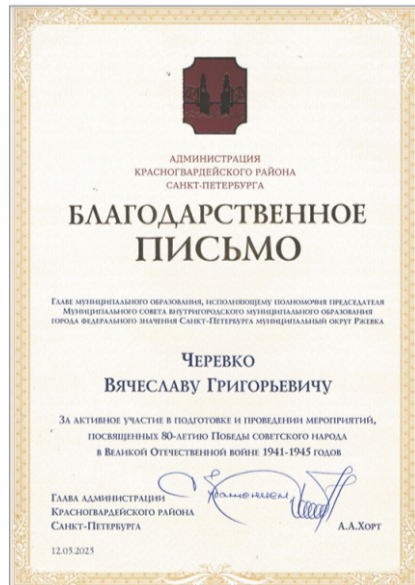 АДМИНИСТРАЦИЯ
КРАСНОГВАРДЕЙСКОГО РАЙОНА
САНКТ-ПЕТЕРБУРГА
БЛАГОДАРСТВЕННОЕ
ПИСЬМО
Главе муниципального образования, исполняющему полномочия председателя
Муниципального Совета внутригородского муниципального образования
города федерального значения Санкт-Петербурга муниципальный округ Ржевка
Черевко
Вячеславу Григорьевичу
За активное участие в подготовке и проведении мероприятий,
посвященных 80-летию Победы советского народа
в Великой Отечественной войне 1941-1945 годов
С уважением
Глава администрации
Красногвардейского района
Санкт-Петербурга
А.А.Хорт
12.05.2025